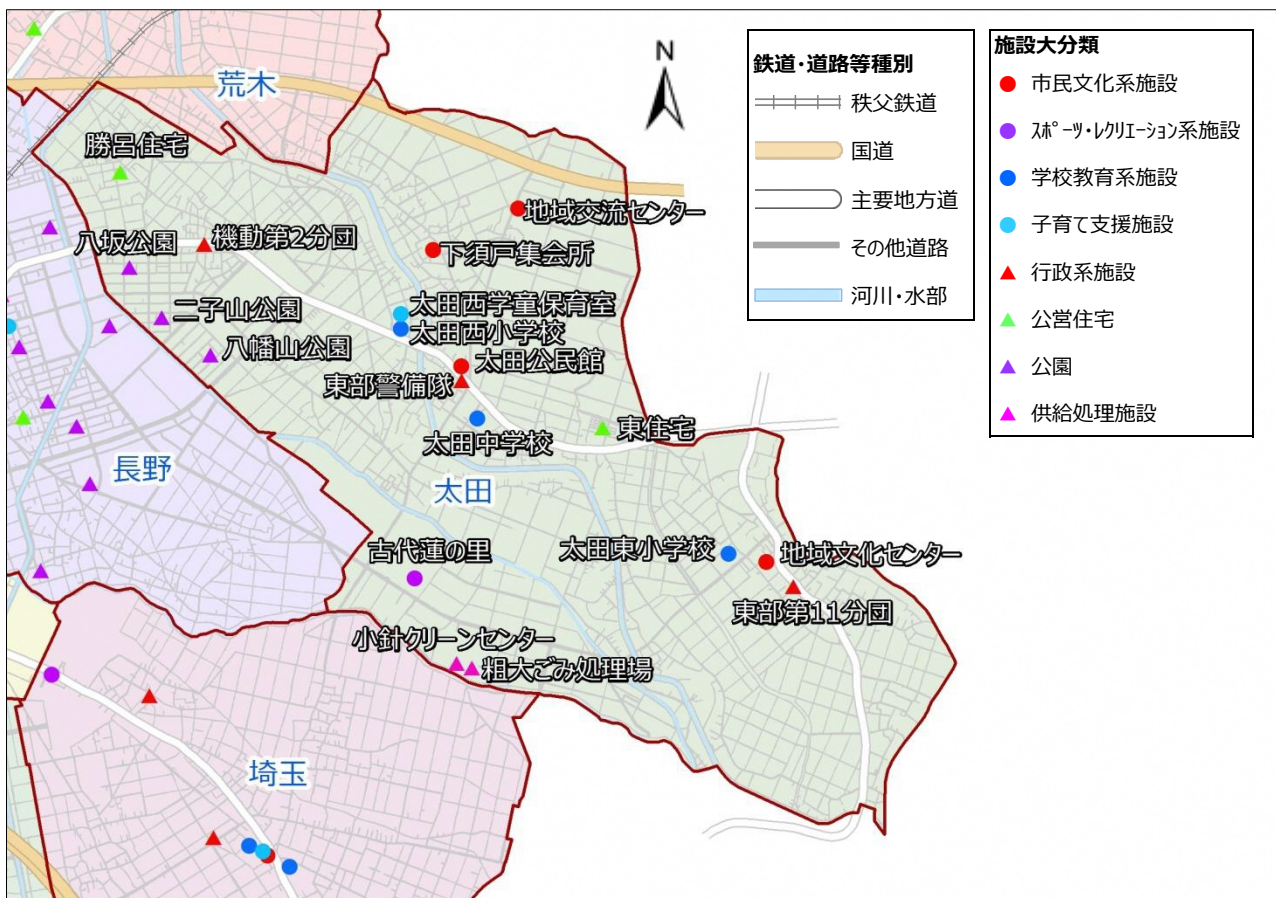 荒木
勝呂住宅
八坂公園
機動第2分団
地域交流センター
下須戸集会所
二子山公園
八幡山公園
太田西学童保育室
太田西小学校
太田公民館
東部警備隊
太田中学校
東住宅
長野
太田
古代蓮の里
太田東小学校
地域文化センター
東部第11分団
小針クリーンセンター
粗大ごみ処理場
埼玉
N
鉄道・道路等種別
秩父鉄道
国道
主要地方道
その他道路
河川・水部
施設大分類
市民文化系施設
ｽﾎﾟｰﾂ・ﾚｸﾘｴｰｼｮﾝ系施設
学校教育系施設
子育て支援施設
行政系施設
公営住宅
公園
供給処理施設